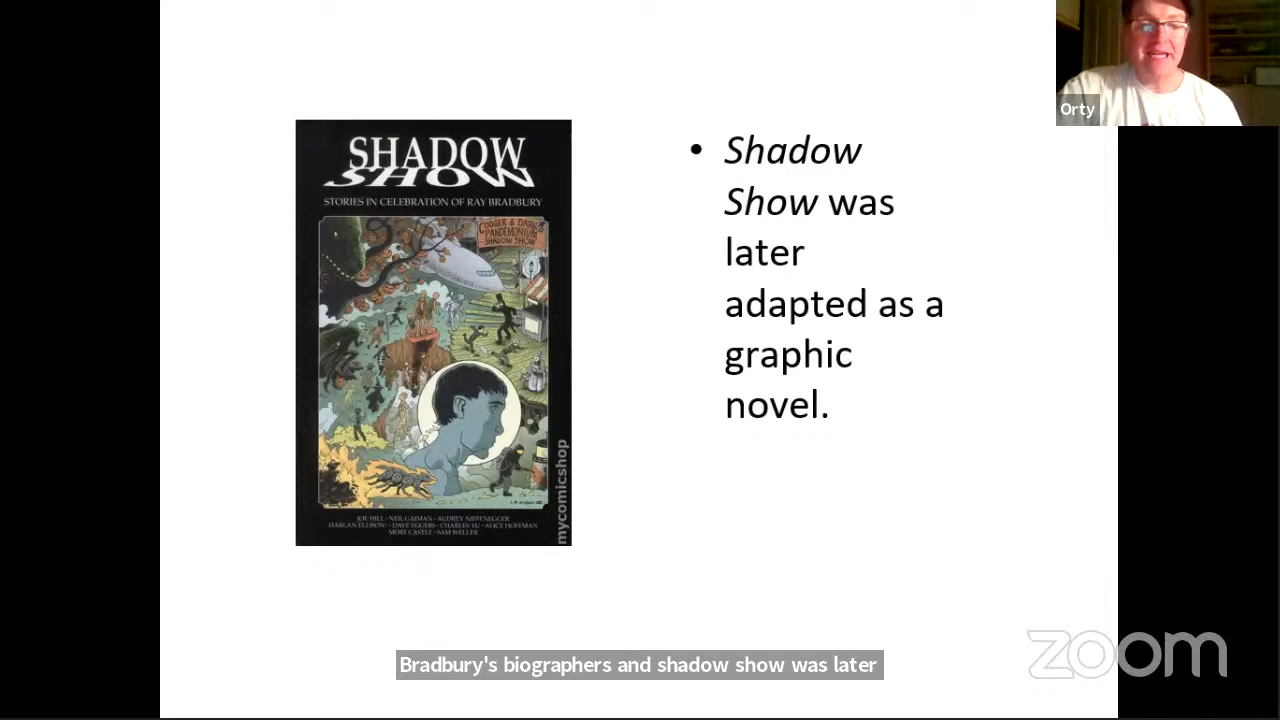 Orty
SHADOW
SHOW
STORIES IN CELEBRATION OF RAY BRADBURY
COOGER & DARK'S
PANDEMONIUM
SHADOW SHOW
JOE HILL · NEIL GAIMAN · AUDREY NIFFENEGGER
HARLAN ELLISON · DAVE EGGERS · CHARLES YU · ALICE HOFFMAN
MORT CASTLE · SAM WELLER
mycomicshop
• Shadow
Show was
later
adapted as a
graphic
novel.
Bradbury's biographers and shadow show was later
zoom